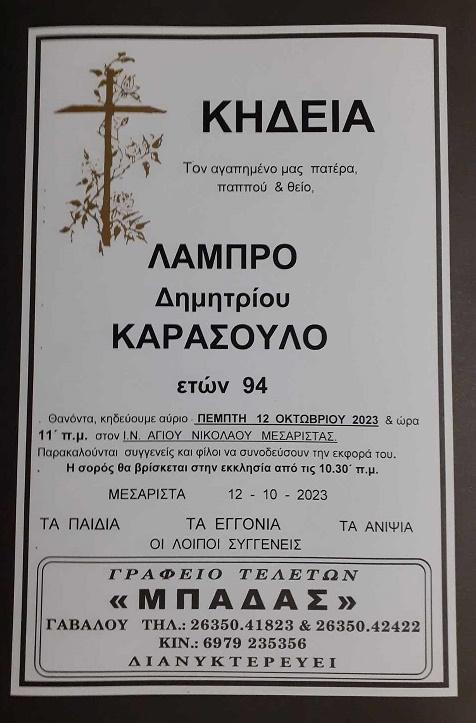 ΚΗΔΕΙΑ
Τον αγαπημένο μας πατέρα,
παππού & θείο,
ΛΑΜΠΡΟ
Δημητρίου
ΚΑΡΑΣΟΥΛΟ
ετών 94
Θανόντα, κηδεύουμε αύριο - ΠΕΜΠΤΗ 12 ΟΚΤΩΒΡΙΟΥ 2023 & ώρα
11΄ π.μ. στον Ι.Ν. ΑΓΙΟΥ ΝΙΚΟΛΑΟΥ ΜΕΣΑΡΙΣΤΑΣ.
Παρακαλούνται συγγενείς και φίλοι να συνοδεύσουν την εκφορά του.
Η σορός θα βρίσκεται στην εκκλησία από τις 10.30΄ π.μ.
ΜΕΣΑΡΙΣΤΑ 12 - 10 - 2023
ΤΑ ΠΑΙΔΙΑ ΤΑ ΕΓΓΟΝΙΑ ΤΑ ΑΝΙΨΙΑ
ΟΙ ΛΟΙΠΟΙ ΣΥΓΓΕΝΕΙΣ
ΓΡΑΦΕΙΟ ΤΕΛΕΤΩΝ
«ΜΠΑΔΑΣ»
ΓΑΒΑΛΟΥ ΤΗΛ.: 26350.41823 & 26350.42422
ΚΙΝ.: 6979 235356
ΔΙΑΝΥΚΤΕΡΕΥΕΙ